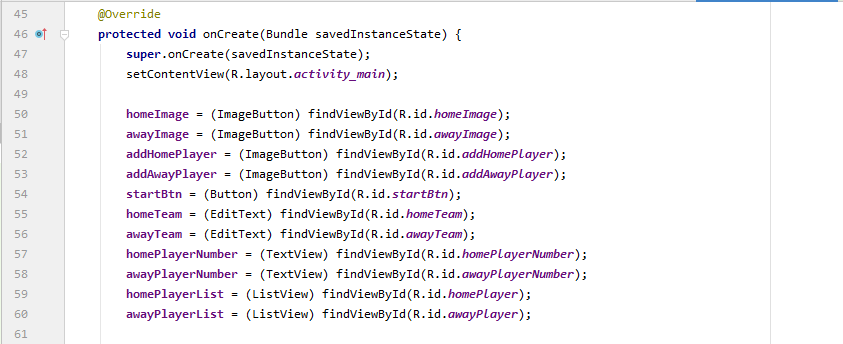 45 @Override
46 protected void onCreate(Bundle savedInstanceState) {
47 super.onCreate(savedInstanceState);
48 setContentView(R.layout.activity_main);
49
50 homeImage = (ImageButton) findViewById(R.id.homeImage);
51 awayImage = (ImageButton) findViewById(R.id.awayImage);
52 addHomePlayer = (ImageButton) findViewById(R.id.addHomePlayer);
53 addAwayPlayer = (ImageButton) findViewById(R.id.addAwayPlayer);
54 startBtn = (Button) findViewById(R.id.startBtn);
55 homeTeam = (EditText) findViewById(R.id.homeTeam);
56 awayTeam = (EditText) findViewById(R.id.awayTeam);
57 homePlayerNumber = (TextView) findViewById(R.id.homePlayerNumber);
58 awayPlayerNumber = (TextView) findViewById(R.id.awayPlayerNumber);
59 homePlayerList = (ListView) findViewById(R.id.homePlayer);
60 awayPlayerList = (ListView) findViewById(R.id.awayPlayer);
61